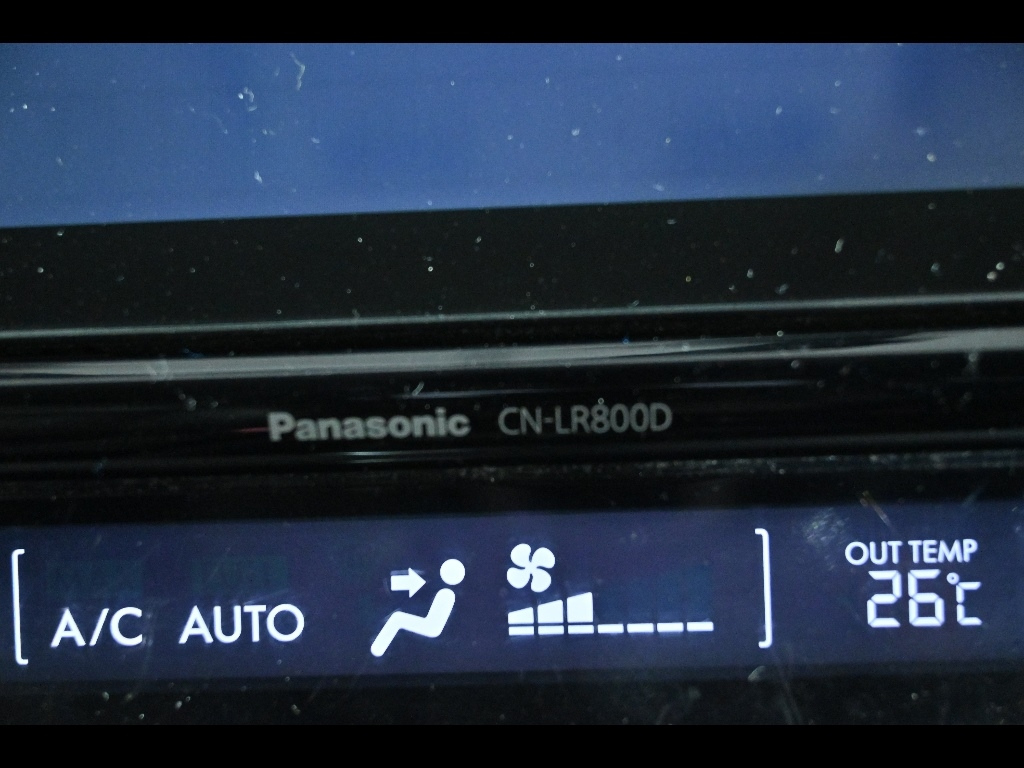 Panasonic CN-LR800D
A/C AUTO
OUT TEMP
26℃